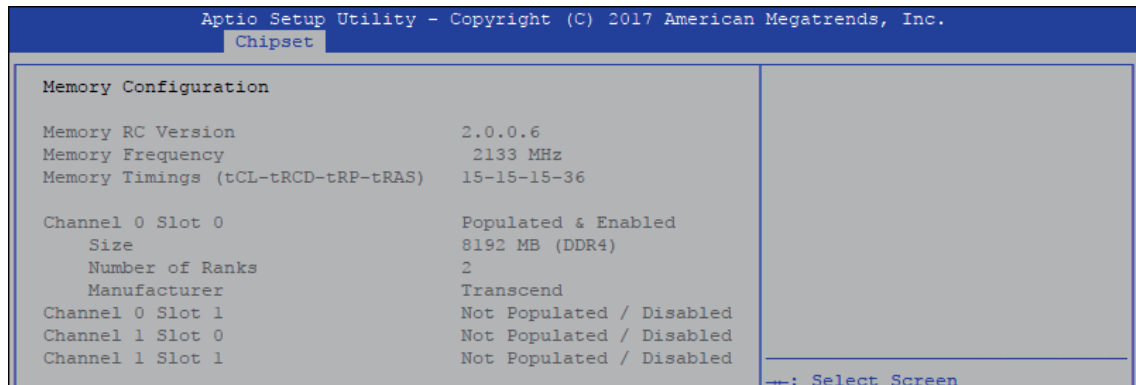 Aptio Setup Utility - Copyright (C) 2017 American Megatrends, Inc.
Chipset
Memory Configuration
Memory RC Version 2.0.0.6
Memory Frequency 2133 MHz
Memory Timings (tCL-tRCD-tRP-tRAS) 15-15-15-36
Channel 0 Slot 0 Populated & Enabled
Size 8192 MB (DDR4)
Number of Ranks 2
Manufacturer Transcend
Channel 0 Slot 1 Not Populated / Disabled
Channel 1 Slot 0 Not Populated / Disabled
Channel 1 Slot 1 Not Populated / Disabled
→←: Select Screen